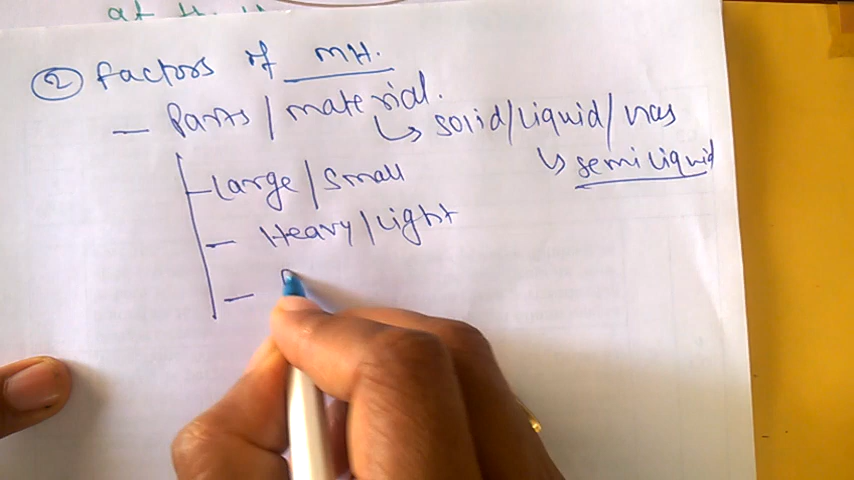 ② Factors of MH.
— Parts / material.
↳ solid/liquid/gas
↳ semi liquid
— Large / Small
— Heavy / Light
—